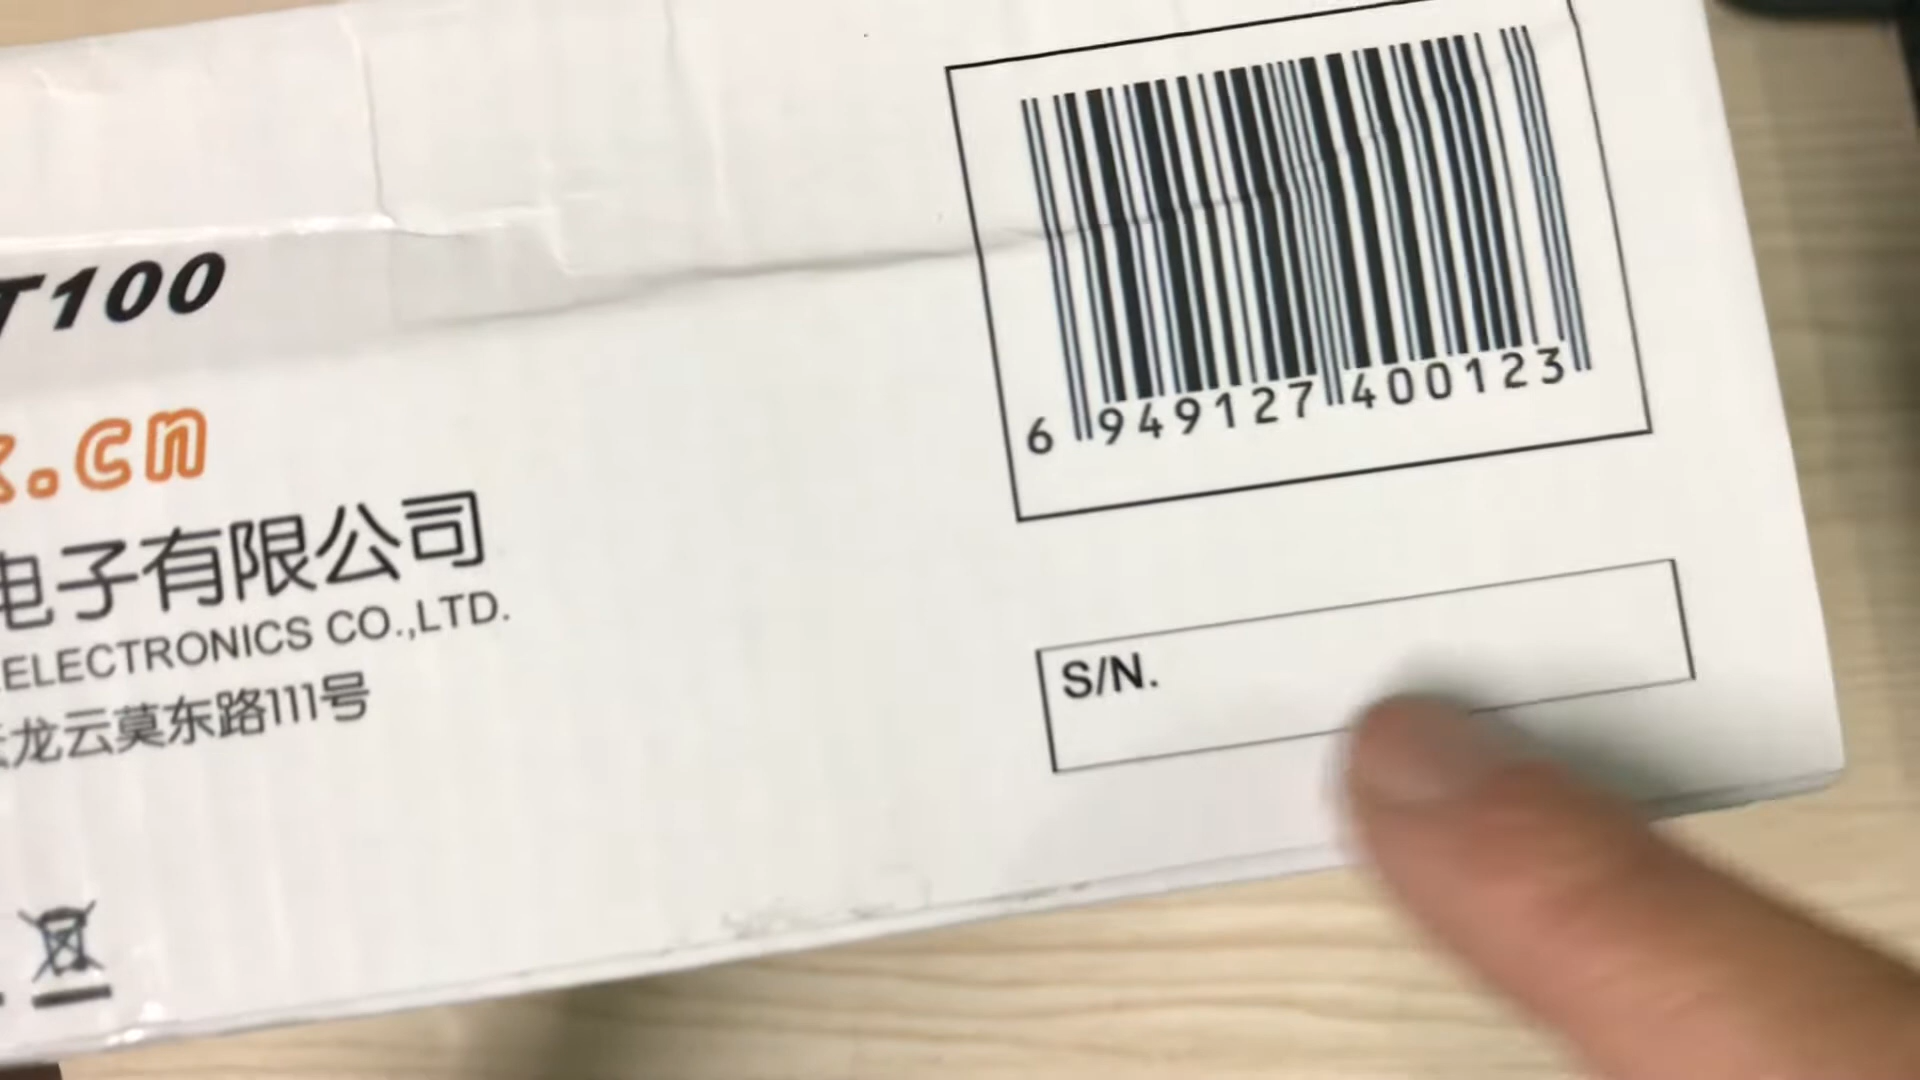 T100
.cn
电子有限公司
ELECTRONICS CO.,LTD.
龙云莫东路111号
6 949127 400123
S/N.